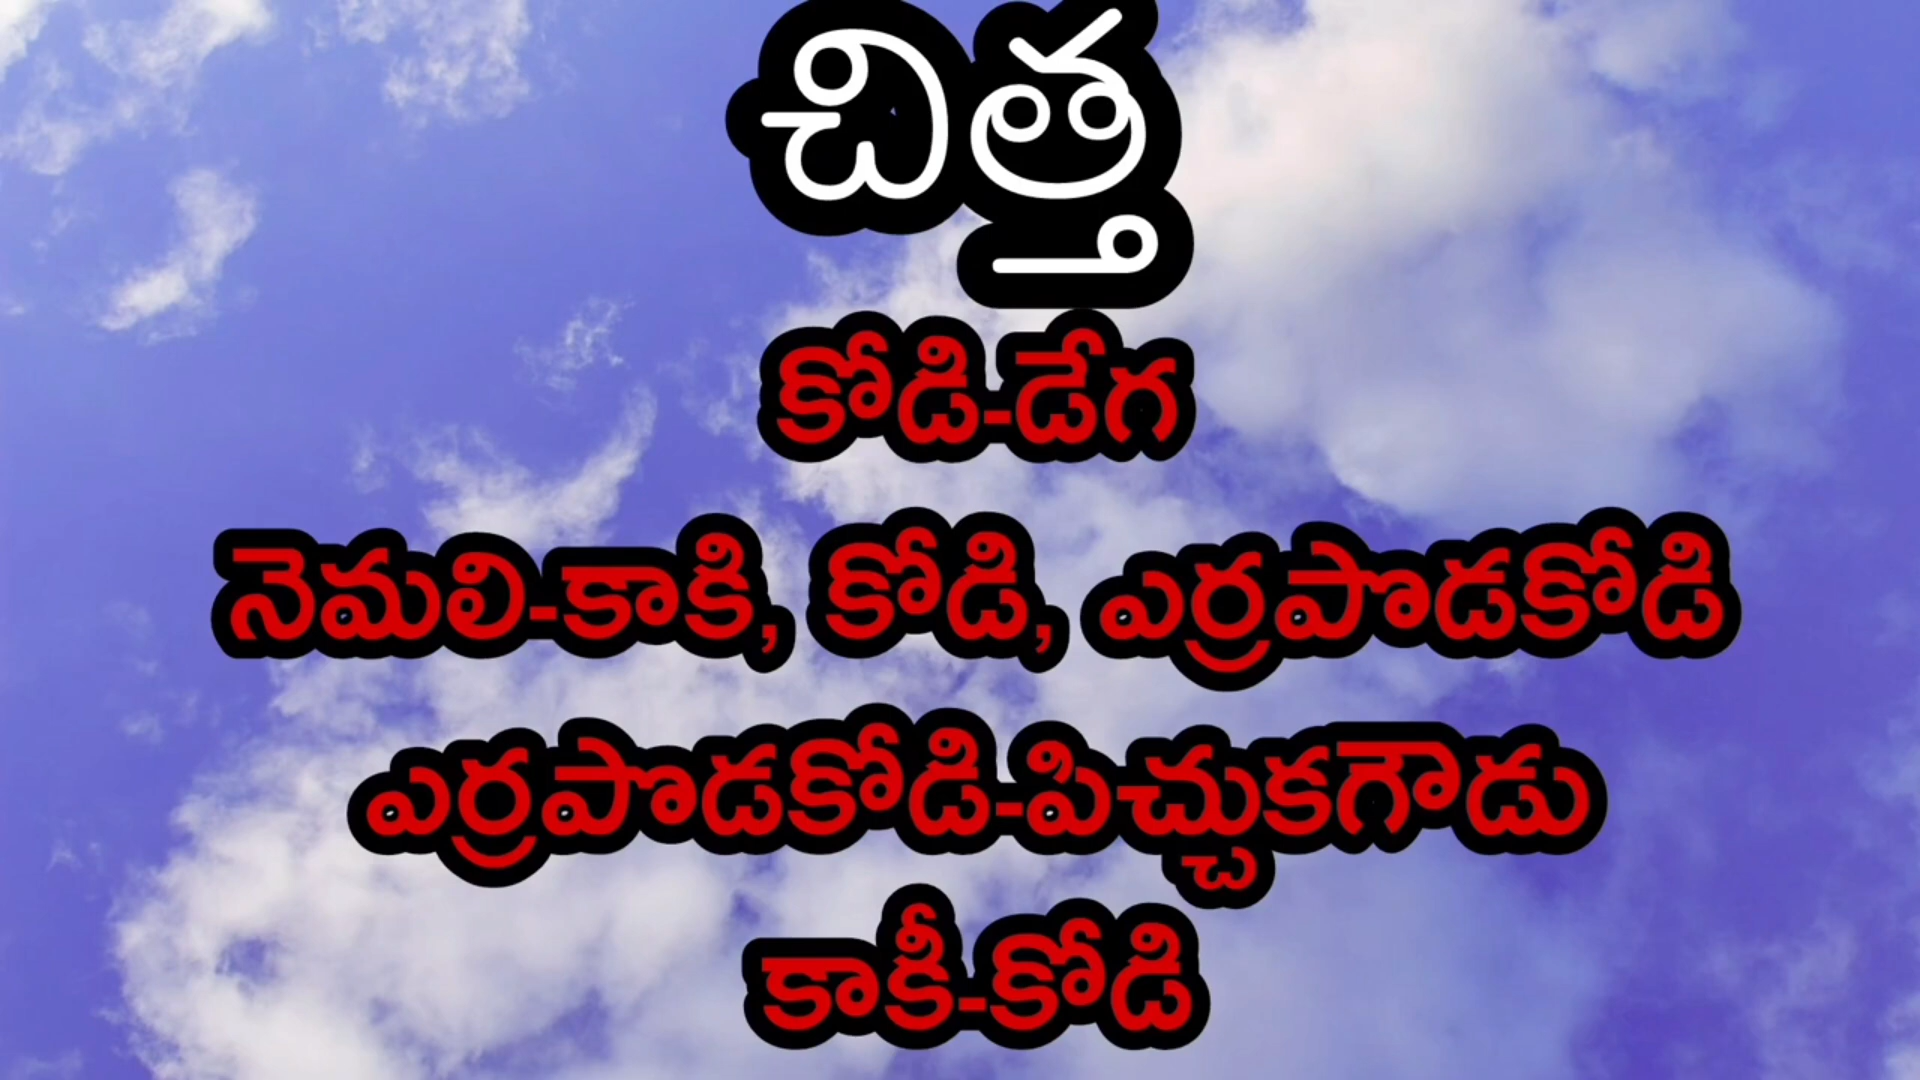 చిత్త
కోడి-డేగ
నెమలి-కాకి, కోడి, ఎర్రపొడకోడి
ఎర్రపొడకోడి-పిచ్చుకగౌడు
కాకీ-కోడి